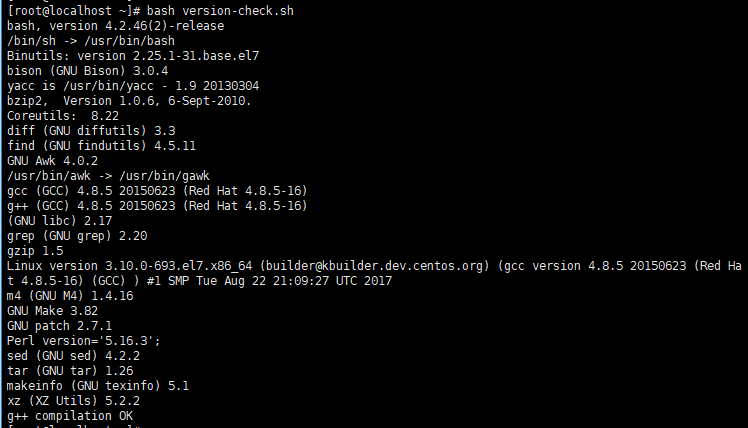 [root@localhost ~]# bash version-check.sh
bash, version 4.2.46(2)-release
/bin/sh -> /usr/bin/bash
Binutils: version 2.25.1-31.base.el7
bison (GNU Bison) 3.0.4
yacc is /usr/bin/yacc - 1.9 20130304
bzip2,  Version 1.0.6, 6-Sept-2010.
Coreutils:  8.22
diff (GNU diffutils) 3.3
find (GNU findutils) 4.5.11
GNU Awk 4.0.2
/usr/bin/awk -> /usr/bin/gawk
gcc (GCC) 4.8.5 20150623 (Red Hat 4.8.5-16)
g++ (GCC) 4.8.5 20150623 (Red Hat 4.8.5-16)
(GNU libc) 2.17
grep (GNU grep) 2.20
gzip 1.5
Linux version 3.10.0-693.el7.x86_64 (builder@kbuilder.dev.centos.org) (gcc version 4.8.5 20150623 (Red Ha
t 4.8.5-16) (GCC) ) #1 SMP Tue Aug 22 21:09:27 UTC 2017
m4 (GNU M4) 1.4.16
GNU Make 3.82
GNU patch 2.7.1
Perl version='5.16.3';
sed (GNU sed) 4.2.2
tar (GNU tar) 1.26
makeinfo (GNU texinfo) 5.1
xz (XZ Utils) 5.2.2
g++ compilation OK